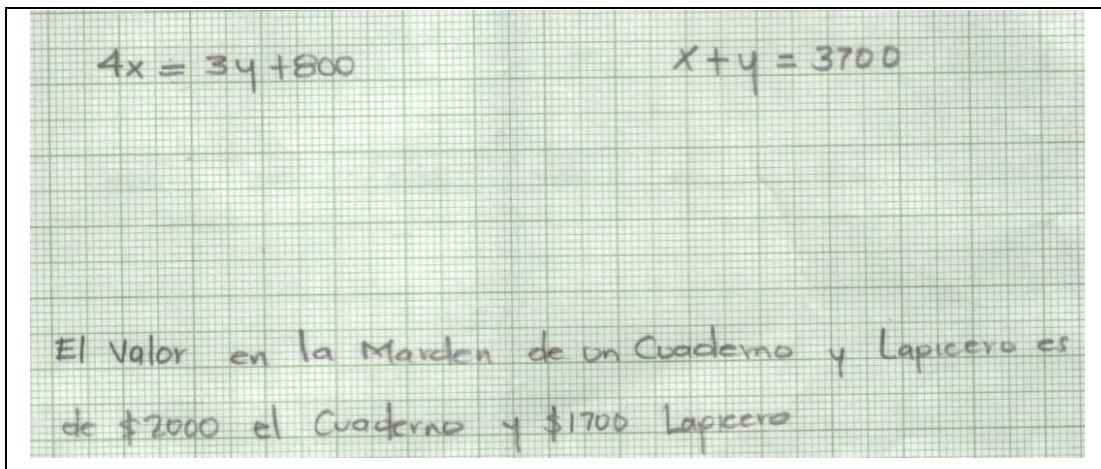 4x = 3y + 800
x + y = 3700
El Valor en la Marden de un Cuaderno y Lapicero es
de $2000 el Cuaderno y $1700 Lapicero